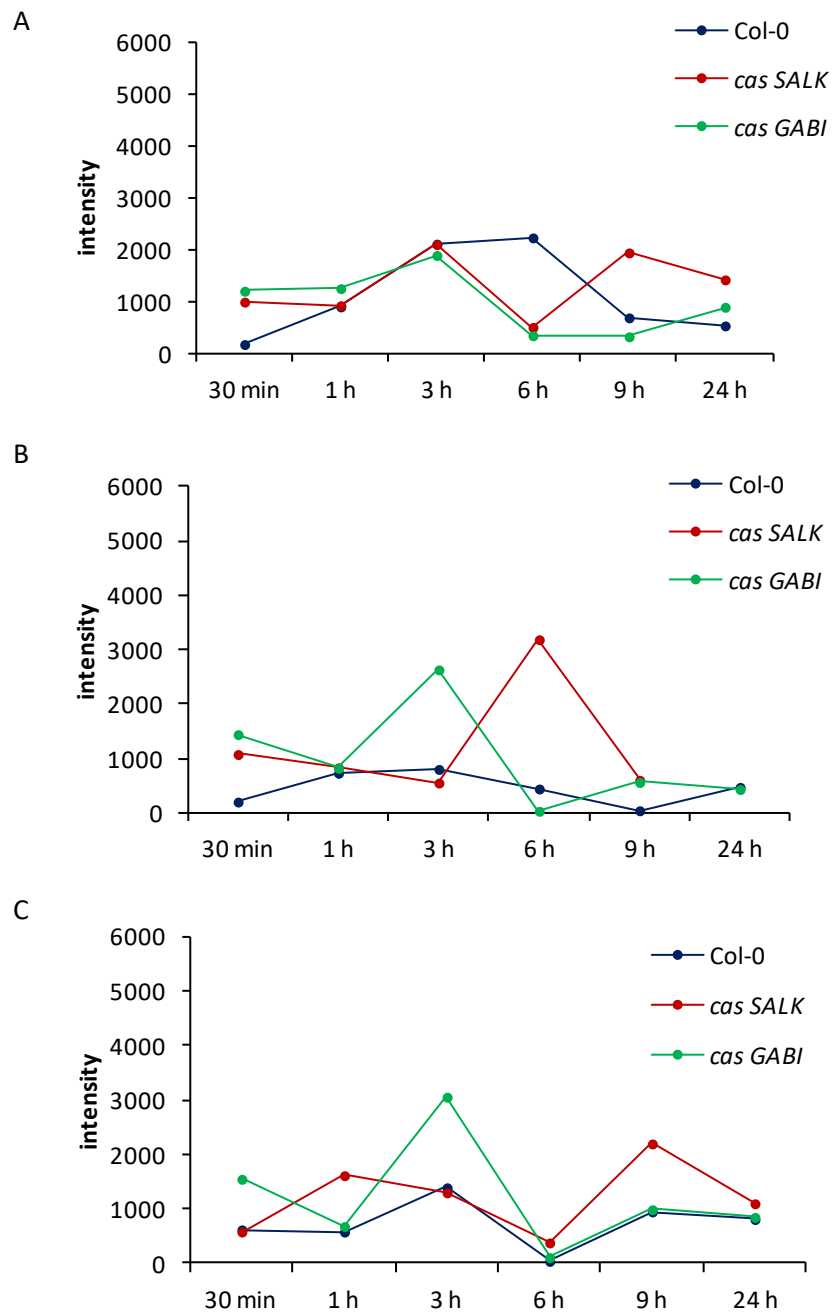 A
6000
5000
4000
3000
2000
1000
0
intensity
Col-0
cas SALK
cas GABI
30 min 1 h 3 h 6 h 9 h 24 h
B
6000
5000
4000
3000
2000
1000
0
intensity
Col-0
cas SALK
cas GABI
30 min 1 h 3 h 6 h 9 h 24 h
C
6000
5000
4000
3000
2000
1000
0
intensity
Col-0
cas SALK
cas GABI
30 min 1 h 3 h 6 h 9 h 24 h